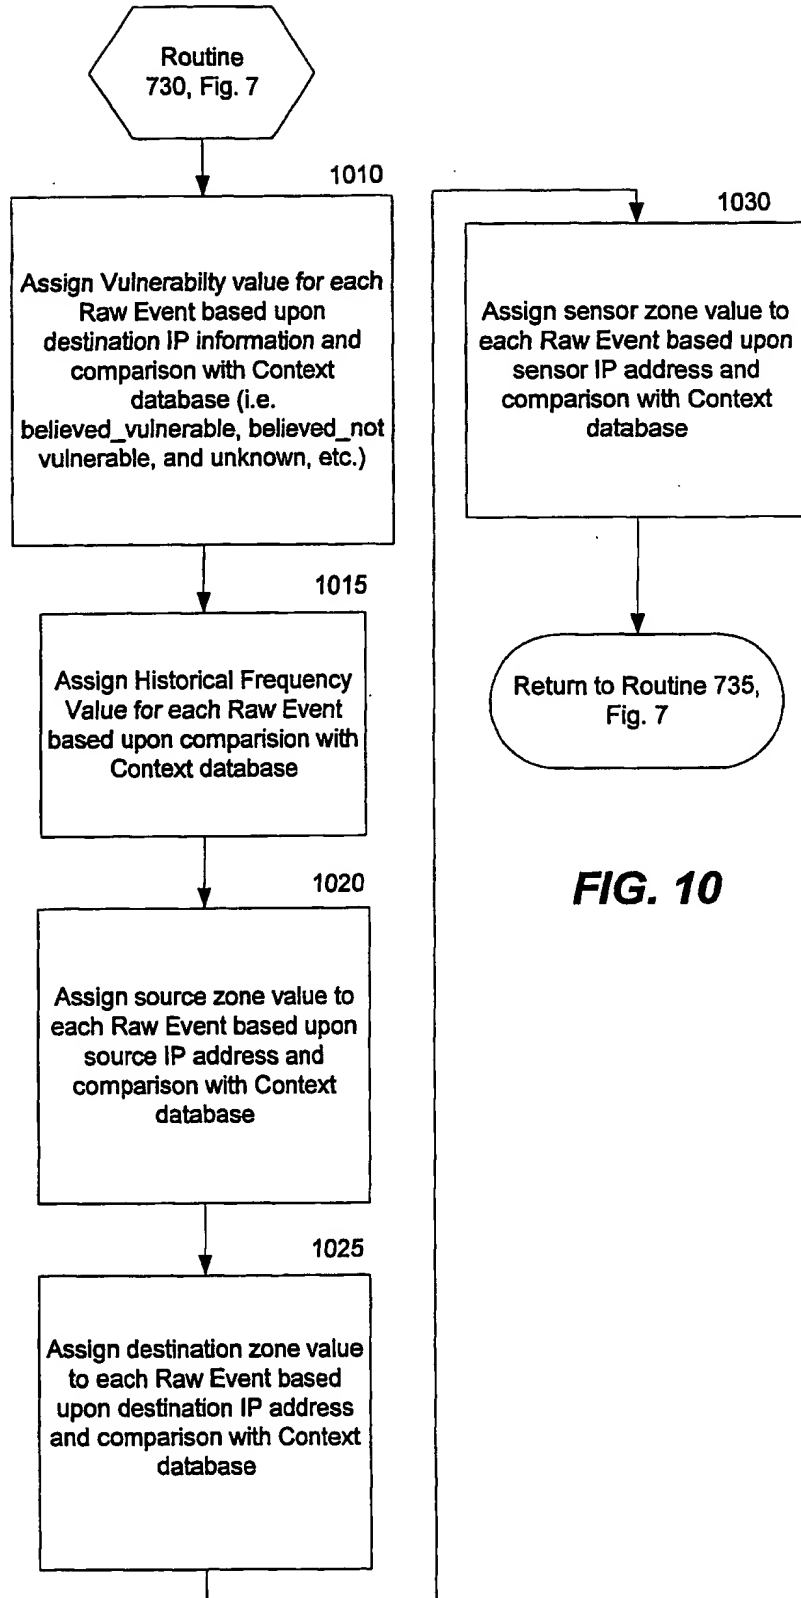 Routine
730, Fig. 7
1010
Assign Vulnerabilty value for each
Raw Event based upon
destination IP information and
comparison with Context
database (i.e.
believed_vulnerable, believed_not
vulnerable, and unknown, etc.)
1015
Assign Historical Frequency
Value for each Raw Event
based upon comparision with
Context database
1020
Assign source zone value to
each Raw Event based upon
source IP address and
comparison with Context
database
1025
Assign destination zone value
to each Raw Event based
upon destination IP address
and comparison with Context
database
1030
Assign sensor zone value to
each Raw Event based upon
sensor IP address and
comparison with Context
database
Return to Routine 735,
Fig. 7
FIG. 10